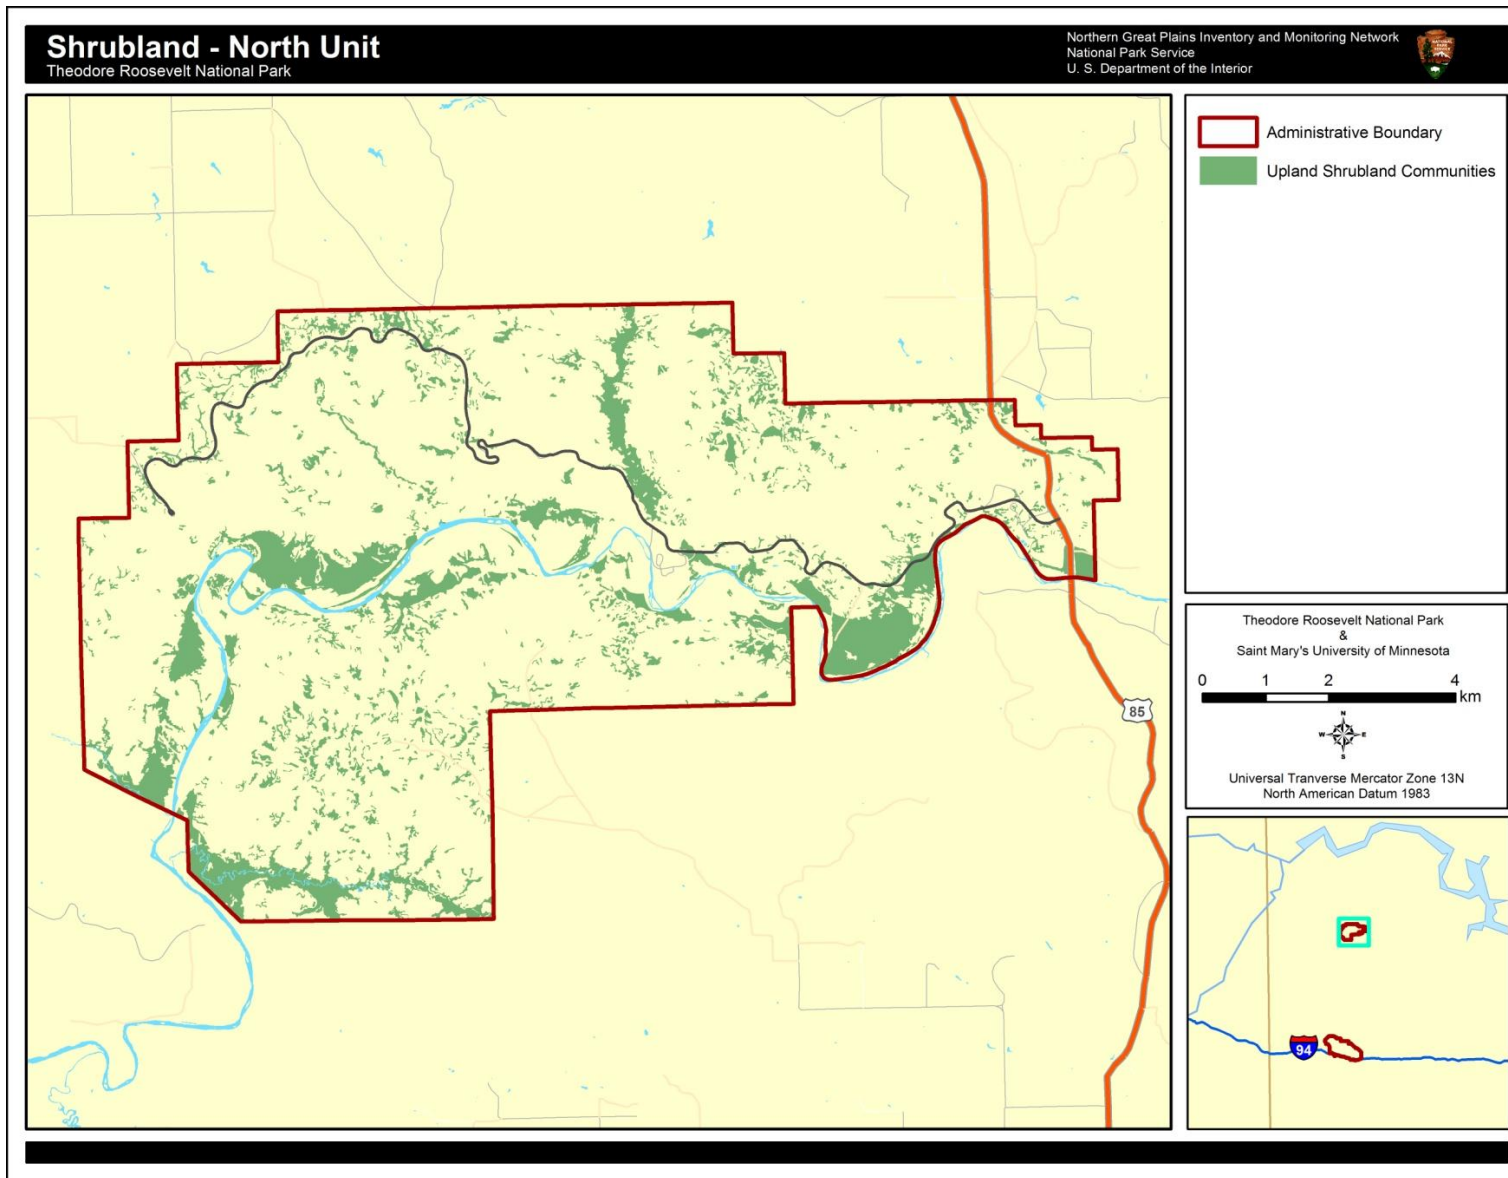 Shrubland - North Unit
Theodore Roosevelt National Park
Northern Great Plains Inventory and Monitoring Network
National Park Service
U. S. Department of the Interior
Administrative Boundary
Upland Shrubland Communities
85
Theodore Roosevelt National Park
&
Saint Mary's University of Minnesota
0 1 2 4
km
N
W E
S
Universal Tranverse Mercator Zone 13N
North American Datum 1983
94